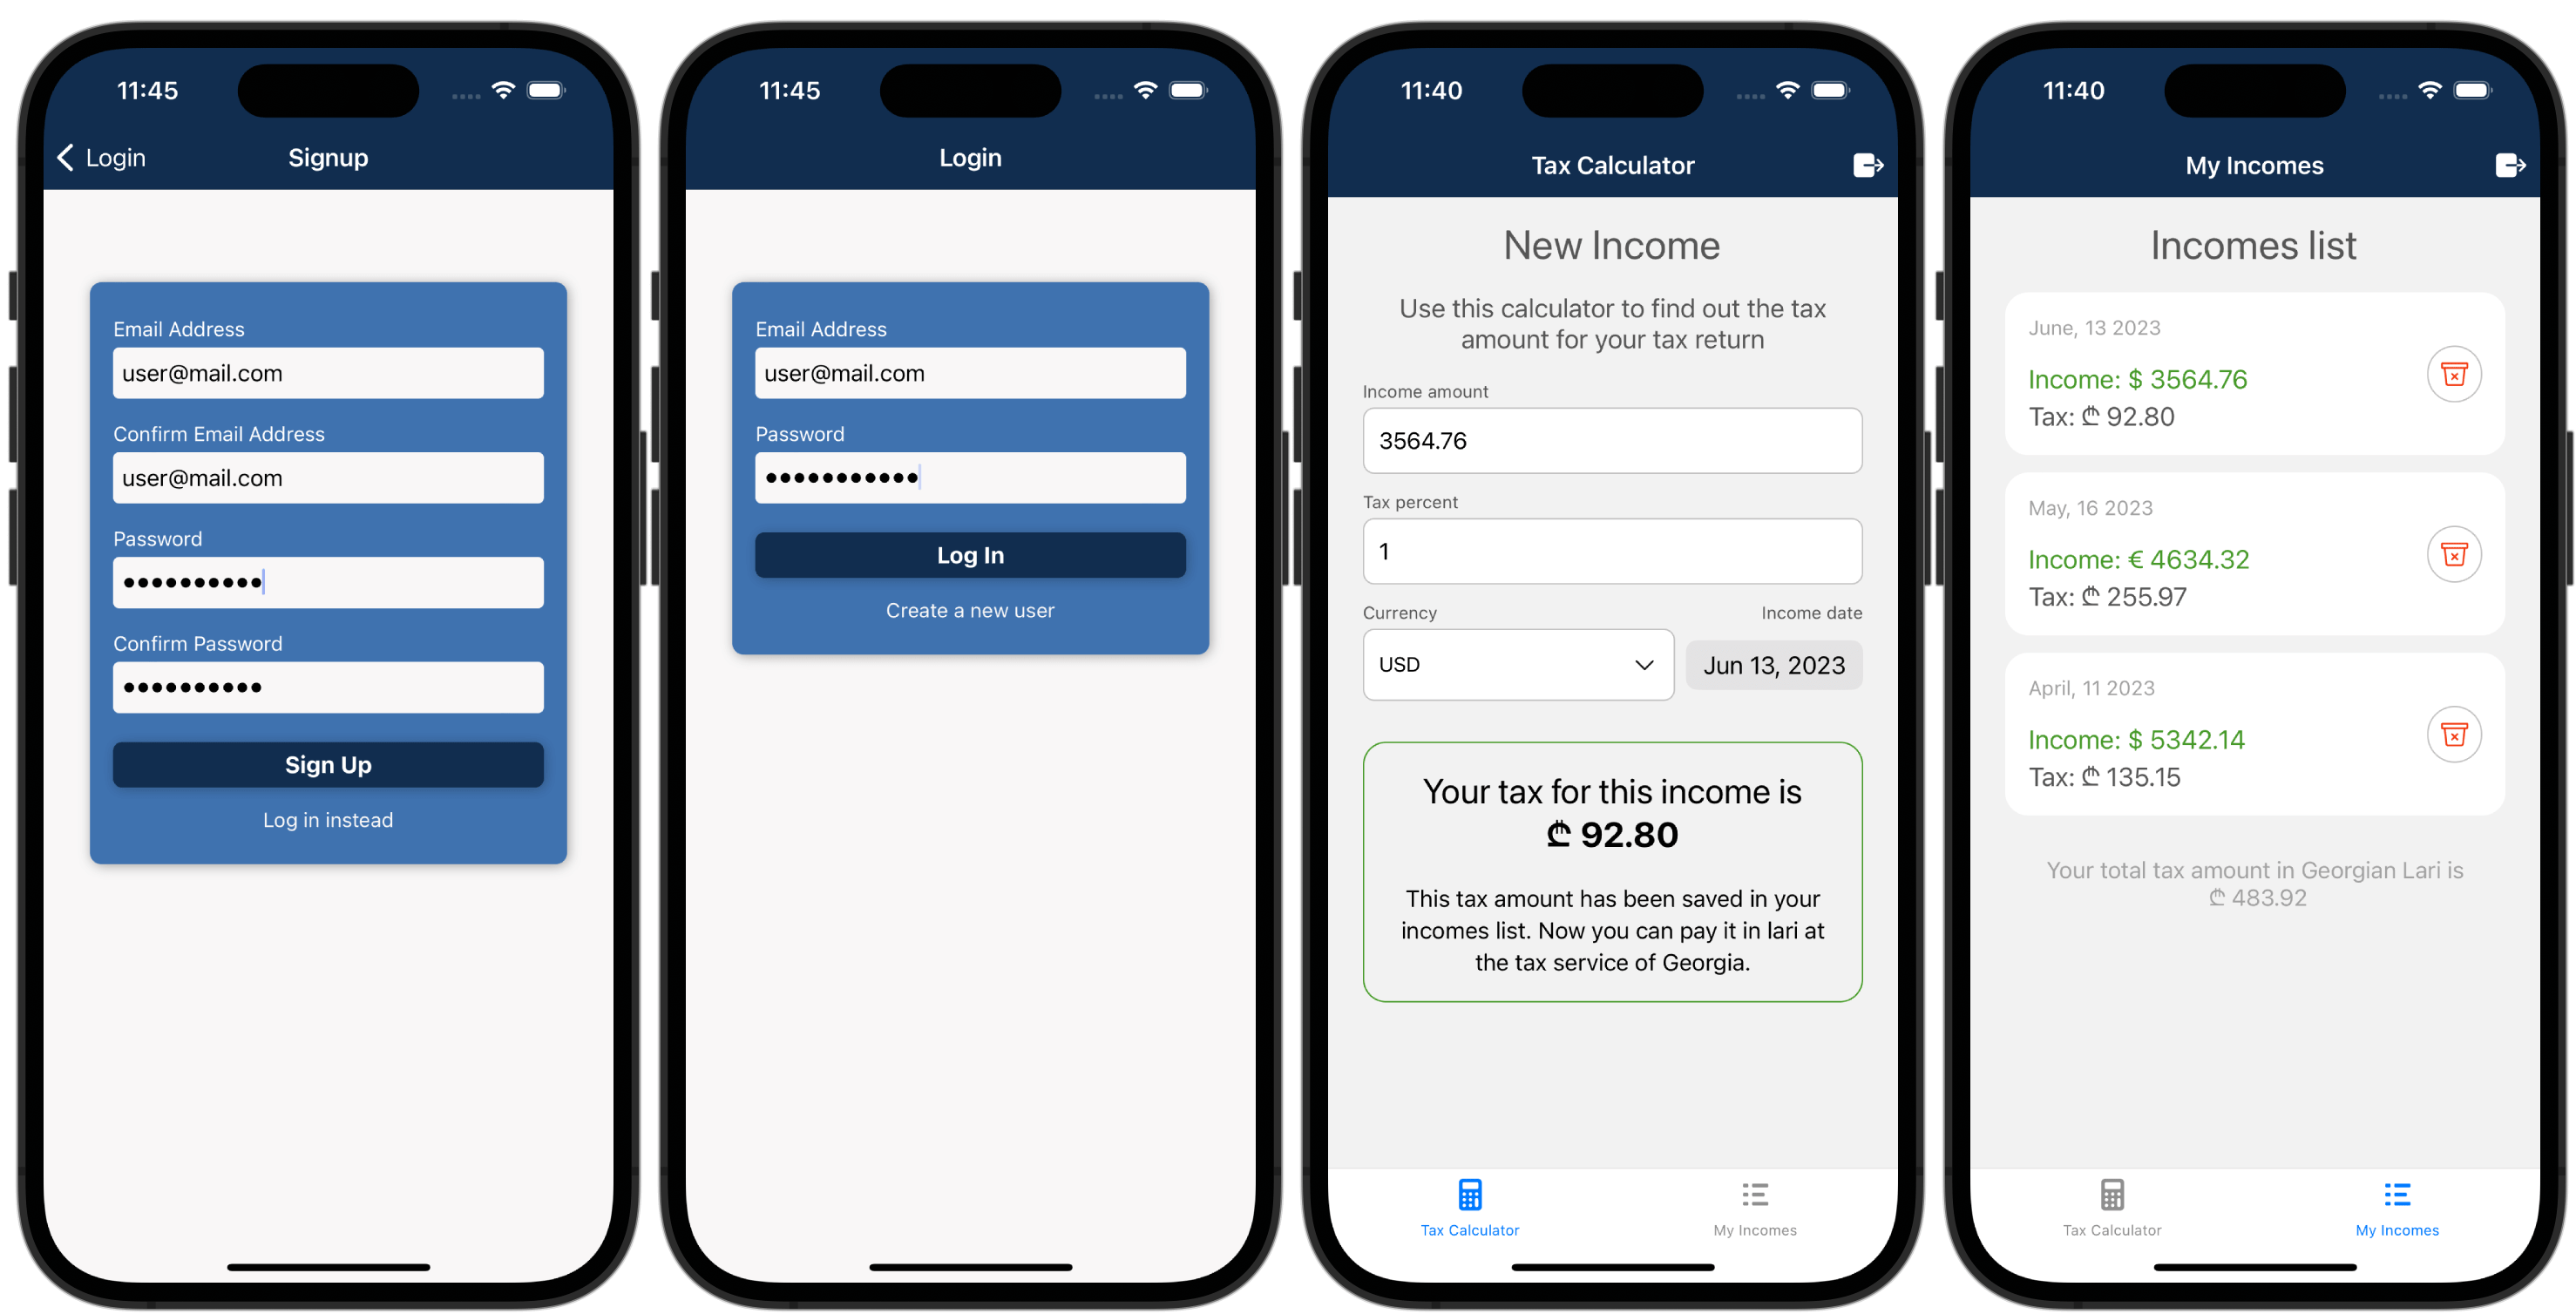 11:45
Login
Signup
Email Address
user@mail.com
Confirm Email Address
user@mail.com
Password
••••••••••
Confirm Password
••••••••••
Sign Up
Log in instead
11:45
Login
Email Address
user@mail.com
Password
•••••••••••
Log In
Create a new user
11:40
Tax Calculator
New Income
Use this calculator to find out the tax
amount for your tax return
Income amount
3564.76
Tax percent
1
Currency
Income date
USD
Jun 13, 2023
Your tax for this income is
₾ 92.80
This tax amount has been saved in your
incomes list. Now you can pay it in lari at
the tax service of Georgia.
Tax Calculator
My Incomes
11:40
My Incomes
Incomes list
June, 13 2023
Income: $ 3564.76
Tax: ₾ 92.80
May, 16 2023
Income: € 4634.32
Tax: ₾ 255.97
April, 11 2023
Income: $ 5342.14
Tax: ₾ 135.15
Your total tax amount in Georgian Lari is
₾ 483.92
Tax Calculator
My Incomes